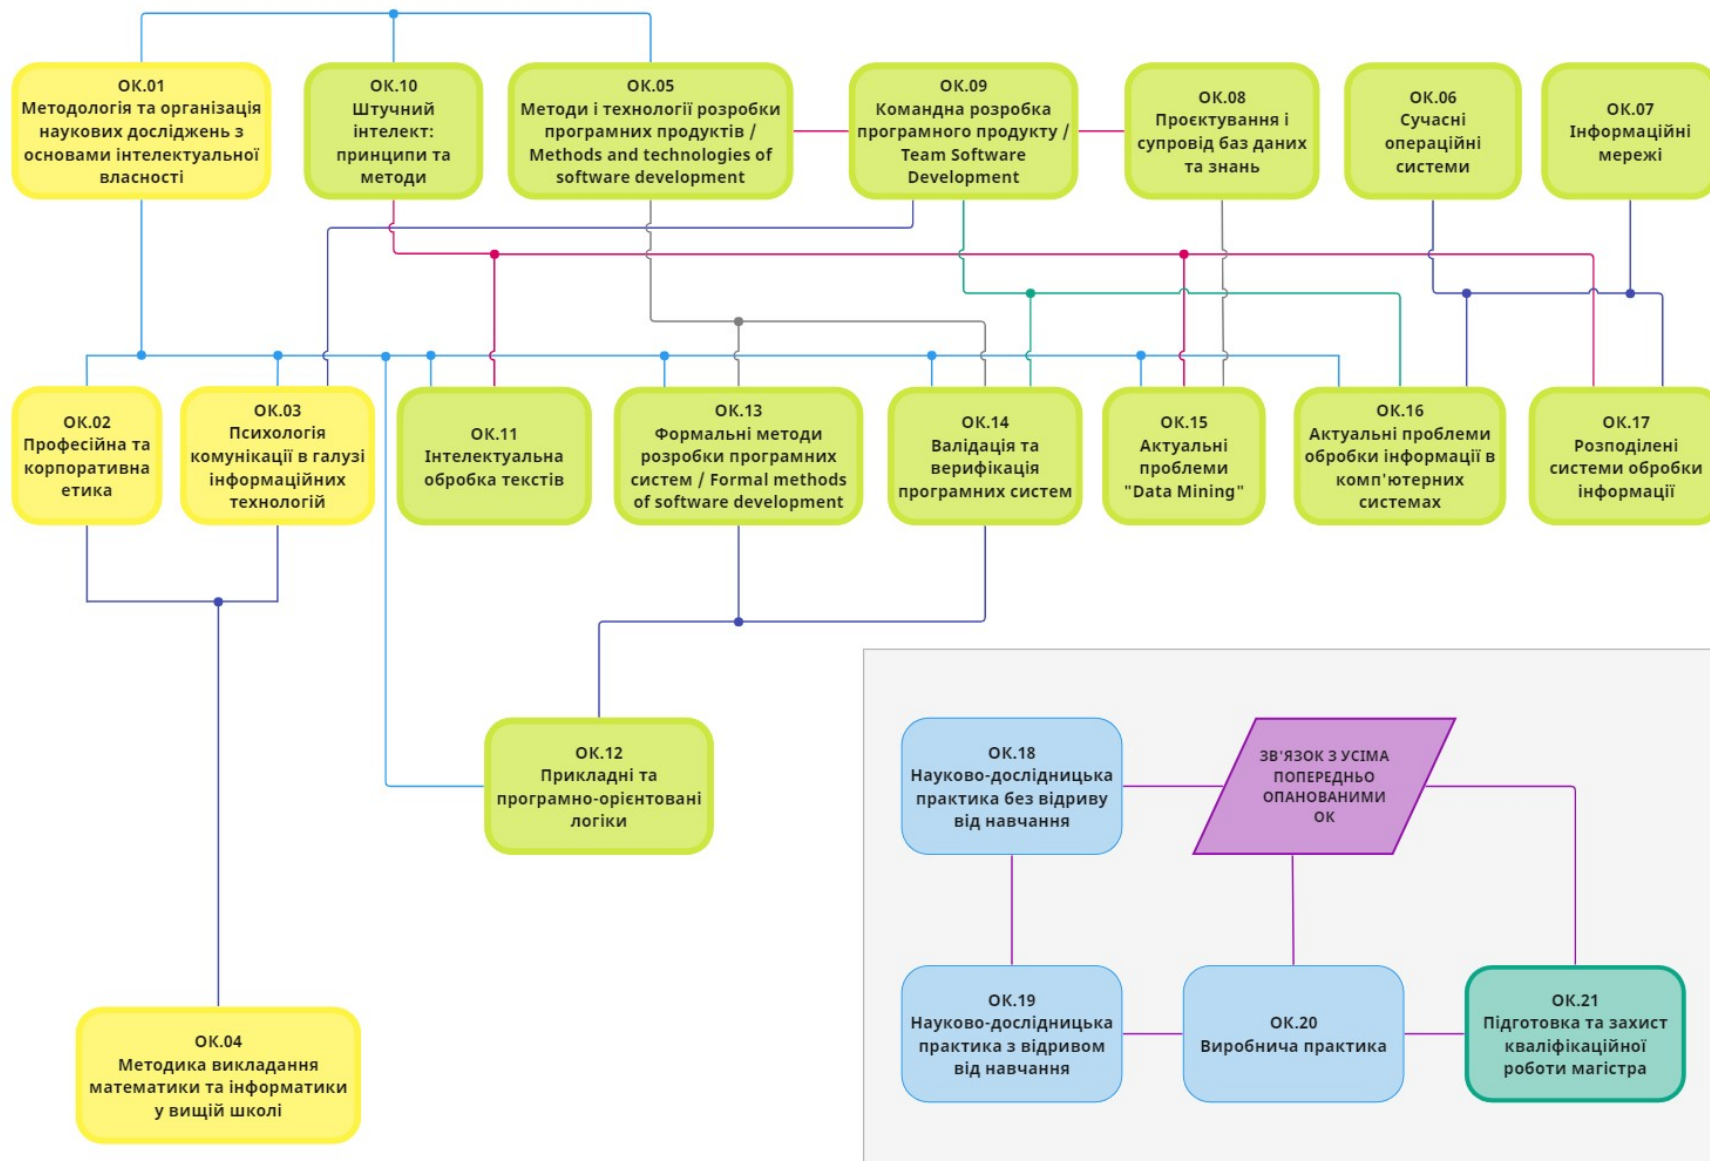 ОК.01
Методологія та організація
наукових досліджень з
основами інтелектуальної
власності
ОК.10
Штучний
інтелект:
принципи та
методи
ОК.05
Методи і технології розробки
програмних продуктів /
Methods and technologies of
software development
ОК.09
Командна розробка
програмного продукту /
Team Software
Development
ОК.08
Проєктування і
супровід баз даних
та знань
ОК.06
Сучасні
операційні
системи
ОК.07
Інформаційні
мережі
ОК.02
Професійна та
корпоративна
етика
ОК.03
Психологія
комунікації в галузі
інформаційних
технологій
ОК.11
Інтелектуальна
обробка текстів
ОК.13
Формальні методи
розробки програмних
систем / Formal methods
of software development
ОК.14
Валідація та
верифікація
програмних систем
ОК.15
Актуальні
проблеми
"Data Mining"
ОК.16
Актуальні проблеми
обробки інформації в
комп'ютерних
системах
ОК.17
Розподілені
системи обробки
інформації
ОК.12
Прикладні та
програмно-орієнтовані
логіки
ОК.18
Науково-дослідницька
практика без відриву
від навчання
ЗВ'ЯЗОК З УСІМА
ПОПЕРЕДНЬО
ОПАНОВАНИМИ
ОК
ОК.04
Методика викладання
математики та інформатики
у вищій школі
ОК.19
Науково-дослідницька
практика з відривом
від навчання
ОК.20
Виробнича практика
ОК.21
Підготовка та захист
кваліфікаційної
роботи магістра